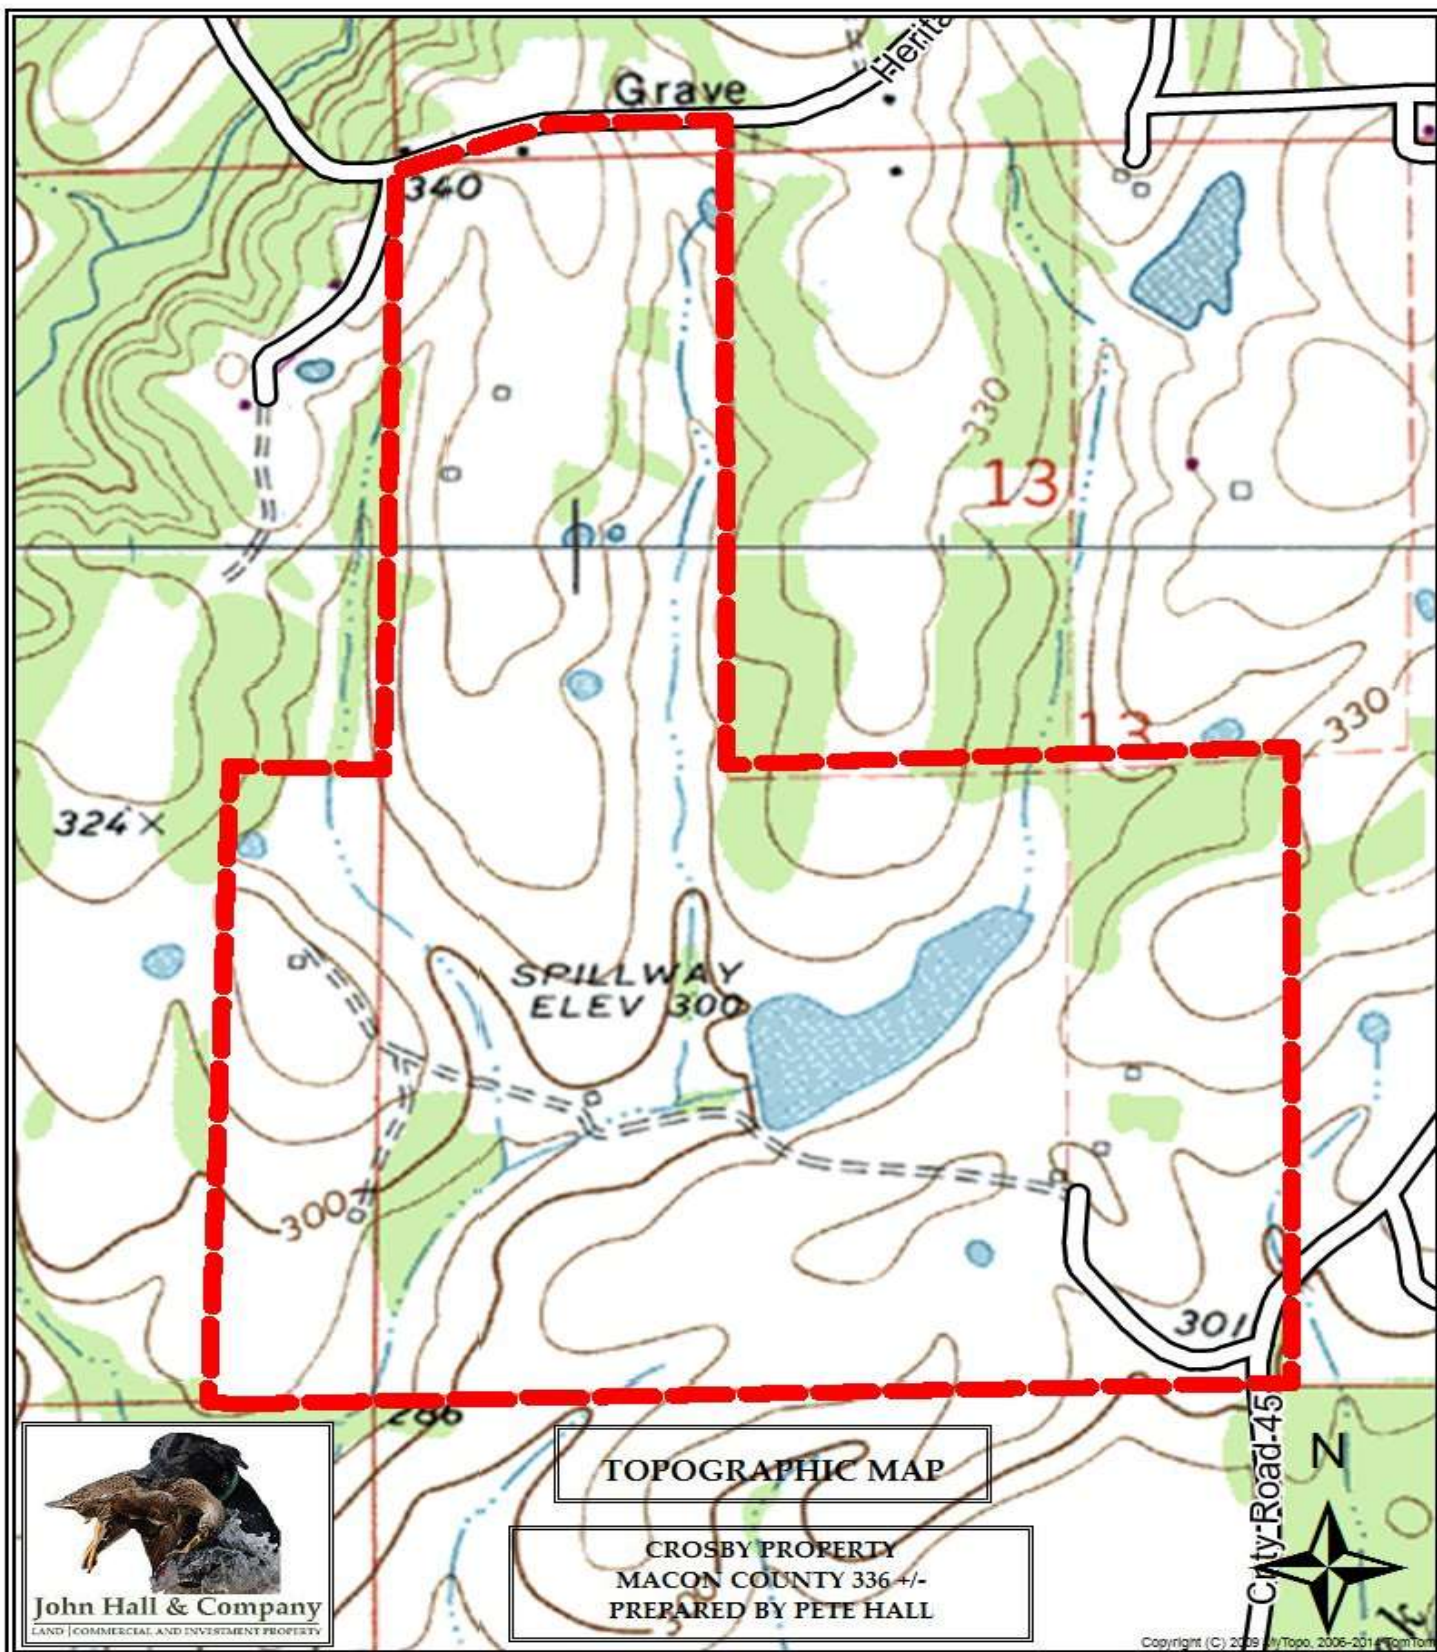 Grave
Herita
340
330
13
13
330
324
SPILLWAY
ELEV 300
300
301
286
TOPOGRAPHIC MAP
CROSBY PROPERTY
MACON COUNTY 336 +/-
PREPARED BY PETE HALL
300
N
Cnty Road 45
John Hall & Company
LAND | COMMERCIAL AND INVESTMENT PROPERTY
Copyright (C) 2009 MyTopo, 2006-2014 TomTom